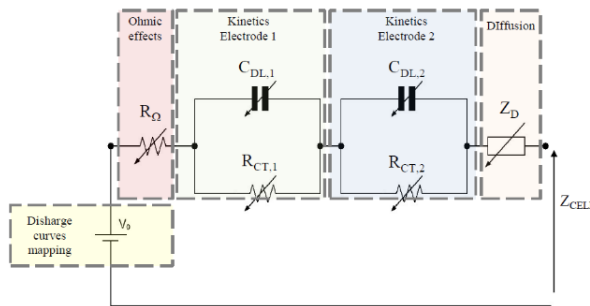 Ohmic
effects
Kinetics
Electrode 1
Kinetics
Electrode 2
DIffusion
C_DL,1
C_DL,2
R_Ω
Z_D
R_CT,1
R_CT,2
Z_CELL
Disharge
curves
mapping
V_0